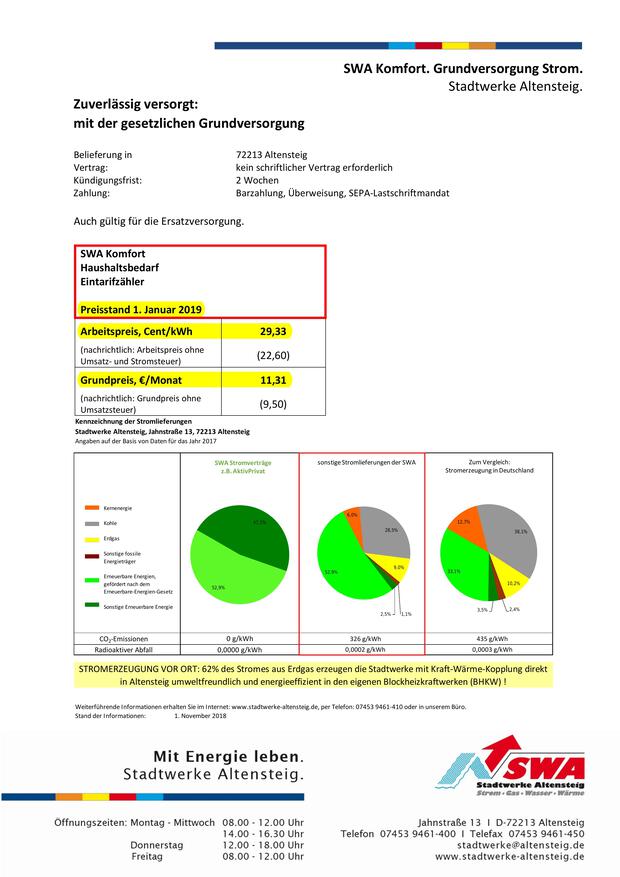 SWA Komfort. Grundversorgung Strom.
Stadtwerke Altensteig.
Zuverlässig versorgt:
mit der gesetzlichen Grundversorgung
Belieferung in 72213 Altensteig
Vertrag: kein schriftlicher Vertrag erforderlich
Kündigungsfrist: 2 Wochen
Zahlung: Barzahlung, Überweisung, SEPA-Lastschriftmandat
Auch gültig für die Ersatzversorgung.
SWA Komfort
Haushaltsbedarf
Eintarifzähler
Preisstand 1. Januar 2019
Arbeitspreis, Cent/kWh 29,33
(nachrichtlich: Arbeitspreis ohne
Umsatz- und Stromsteuer) (22,60)
Grundpreis, €/Monat 11,31
(nachrichtlich: Grundpreis ohne
Umsatzsteuer) (9,50)
Kennzeichnung der Stromlieferungen
Stadtwerke Altensteig, Jahnstraße 13, 72213 Altensteig
Angaben auf der Basis von Daten für das Jahr 2017
SWA Stromverträge
z.B. AktivPrivat
sonstige Stromlieferungen der SWA
Zum Vergleich:
Stromerzeugung in Deutschland
Kernenergie
Kohle
Erdgas
Sonstige fossile
Energieträger
Erneuerbare Energien,
gefördert nach dem
Erneuerbare-Energien-Gesetz
Sonstige Erneuerbare Energie
52,9%
6,0%
28,5%
9,0%
1,1%
2,5%
52,9%
12,7%
38,1%
10,2%
2,4%
3,5%
33,1%
CO2-Emissionen 0 g/kWh 326 g/kWh 435 g/kWh
Radioaktiver Abfall 0,0000 g/kWh 0,0002 g/kWh 0,0003 g/kWh
STROMERZEUGUNG VOR ORT: 62% des Stromes aus Erdgas erzeugen die Stadtwerke mit Kraft-Wärme-Kopplung direkt
in Altensteig umweltfreundlich und energieeffizient in den eigenen Blockheizkraftwerken (BHKW) !
Weiterführende Informationen erhalten Sie im Internet: www.stadtwerke-altensteig.de, per Telefon: 07453 9461-410 oder in unserem Büro.
Stand der Informationen: 1. November 2018
Mit Energie leben.
Stadtwerke Altensteig.
SWA
Stadtwerke Altensteig
Strom • Gas • Wasser • Wärme
Öffnungszeiten: Montag - Mittwoch 08.00 - 12.00 Uhr
14.00 - 16.30 Uhr
Donnerstag 12.00 - 18.00 Uhr
Freitag 08.00 - 12.00 Uhr
Jahnstraße 13 I D-72213 Altensteig
Telefon 07453 9461-400 I Telefax 07453 9461-450
stadtwerke@altensteig.de
www.stadtwerke-altensteig.de